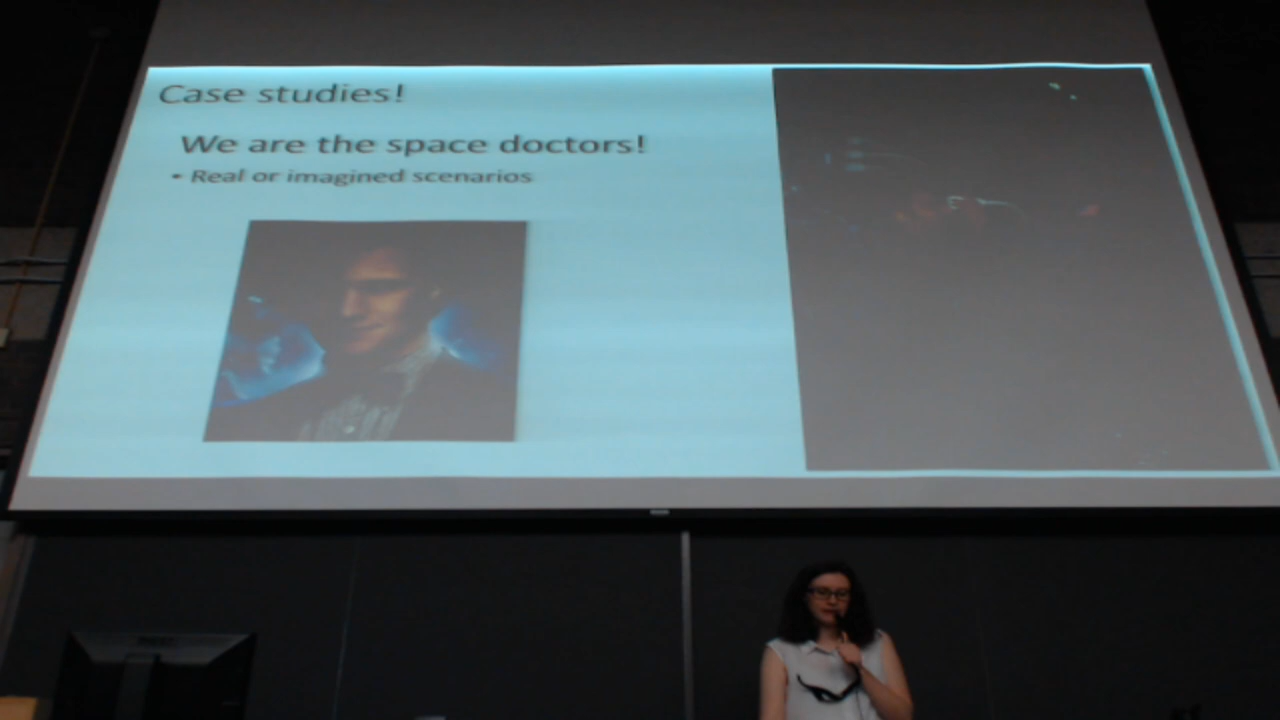 Case studies!
We are the space doctors!
• Real or imagined scenarios